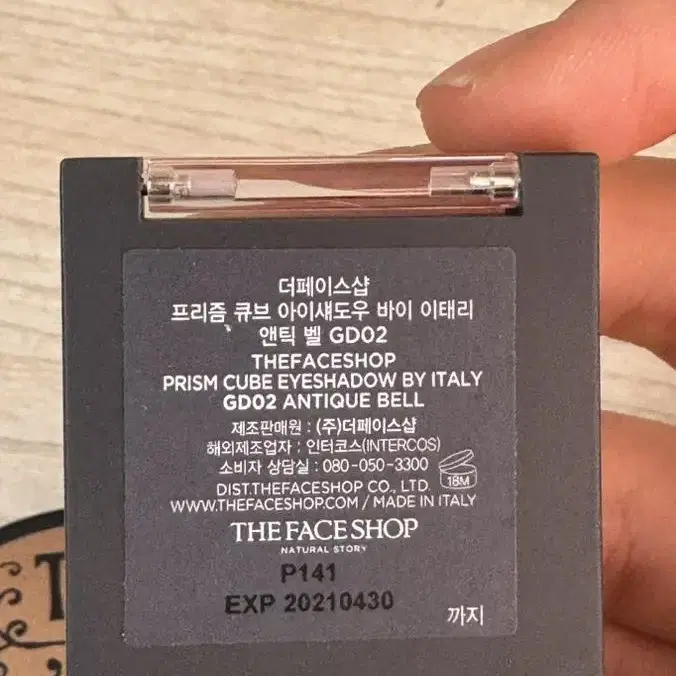 더페이스샵
프리즘 큐브 아이섀도우 바이 이태리
앤틱 벨 GD02
THEFACESHOP
PRISM CUBE EYESHADOW BY ITALY
GD02 ANTIQUE BELL
제조판매원 : (주)더페이스샵
해외제조업자 : 인터코스(INTERCOS)
소비자 상담실 : 080-050-3300
18M
DIST.THEFACESHOP CO., LTD.
WWW.THEFACESHOP.COM / MADE IN ITALY
THE FACE SHOP
NATURAL STORY
P141
EXP 20210430
까지